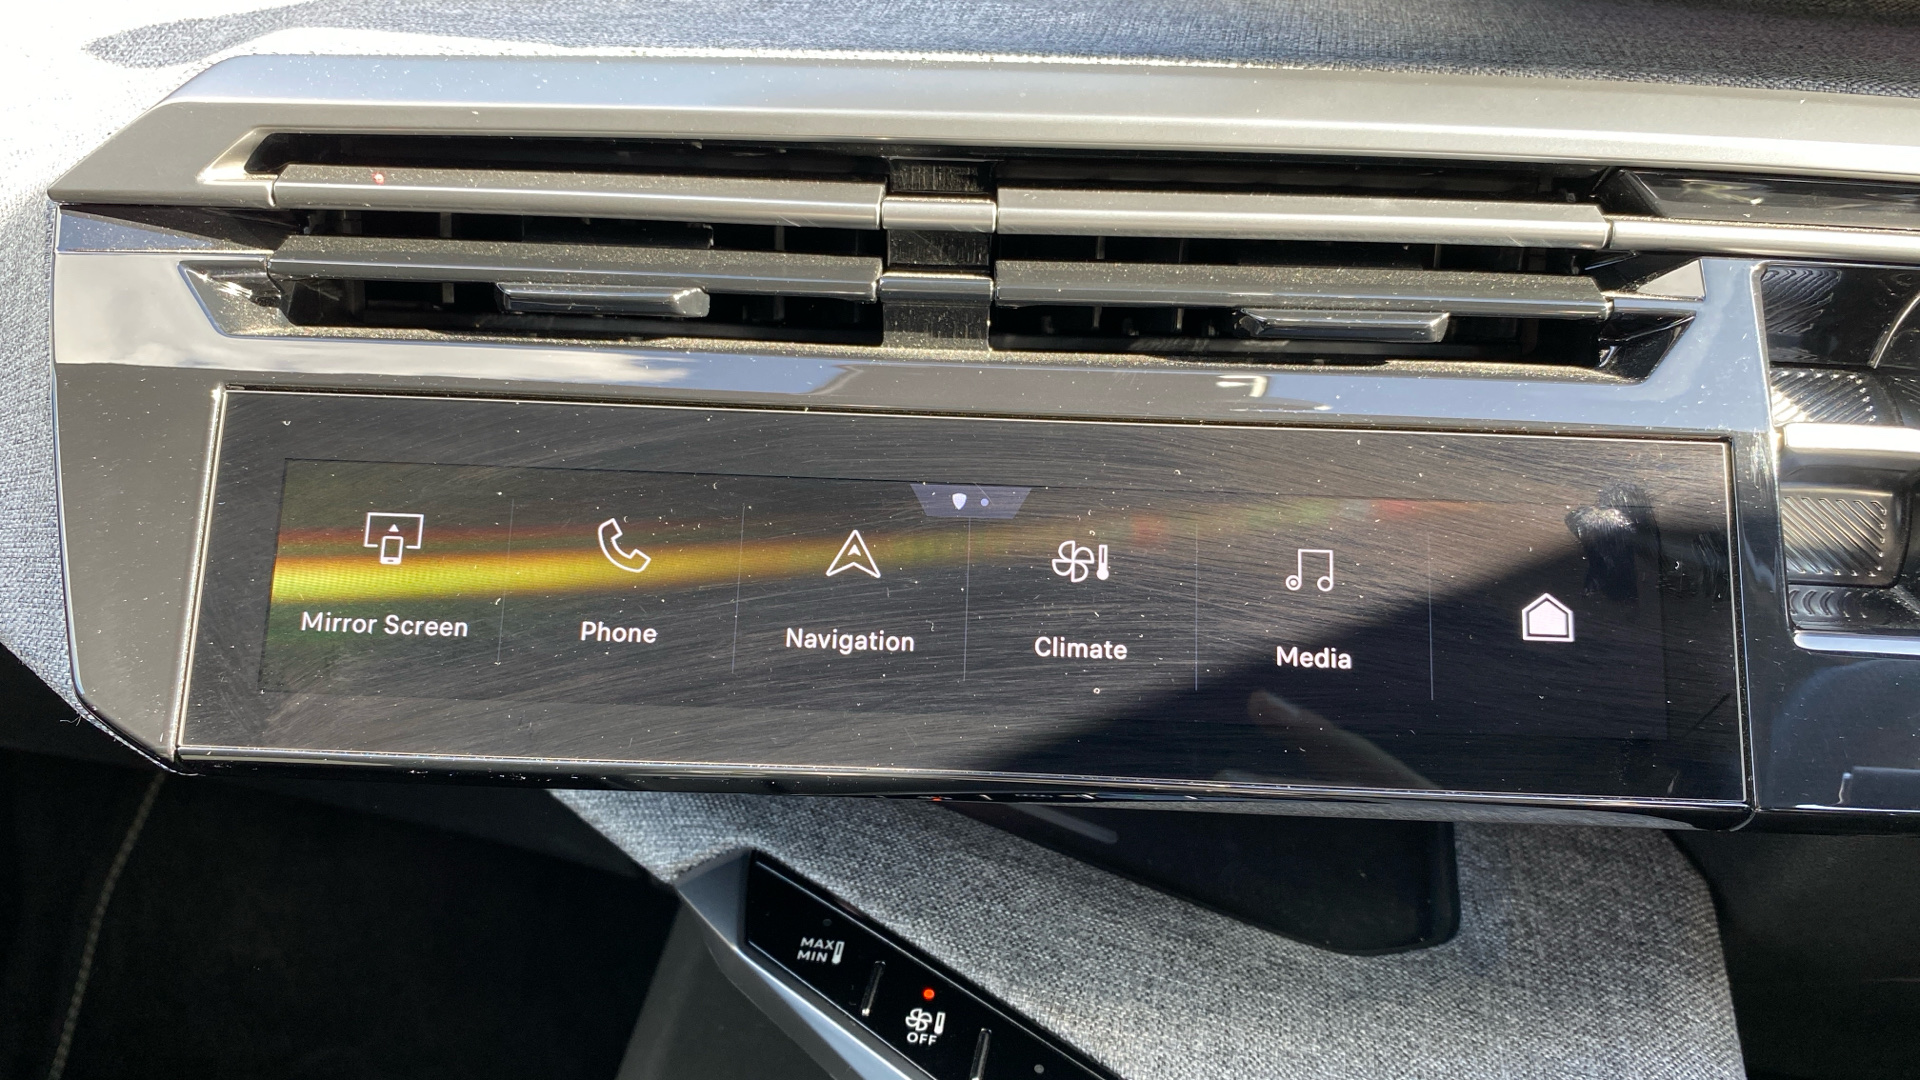 Mirror Screen
Phone
Navigation
Climate
Media
MAX
MIN
OFF